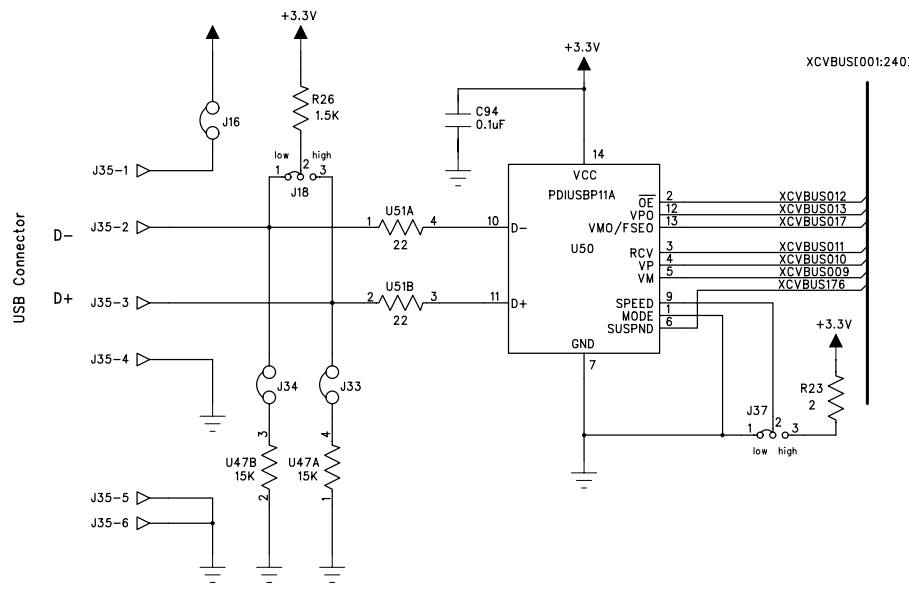 +3.3V
R26
1.5K
J16
low high
1 2 3
J18
J35-1
J35-2
J35-3
J35-4
J35-5
J35-6
USB Connector
D-
D+
U51A
1 4
22
U51B
2 3
22
J34
J33
3
U47B
15K
2
4
U47A
15K
1
+3.3V
C94
0.1uF
14
VCC
PDIUSBP11A
U50
10 D-
11 D+
GND
7
OE 2 XCVBUS012
VPO 12 XCVBUS013
VMO/FSEO 13 XCVBUS017
RCV 3 XCVBUS011
VP 4 XCVBUS010
VM 5 XCVBUS009
XCVBUS176
SPEED 9
MODE 1
SUSPND 6
XCVBUS[001:240]
+3.3V
R23
2
J37
1 2 3
low high